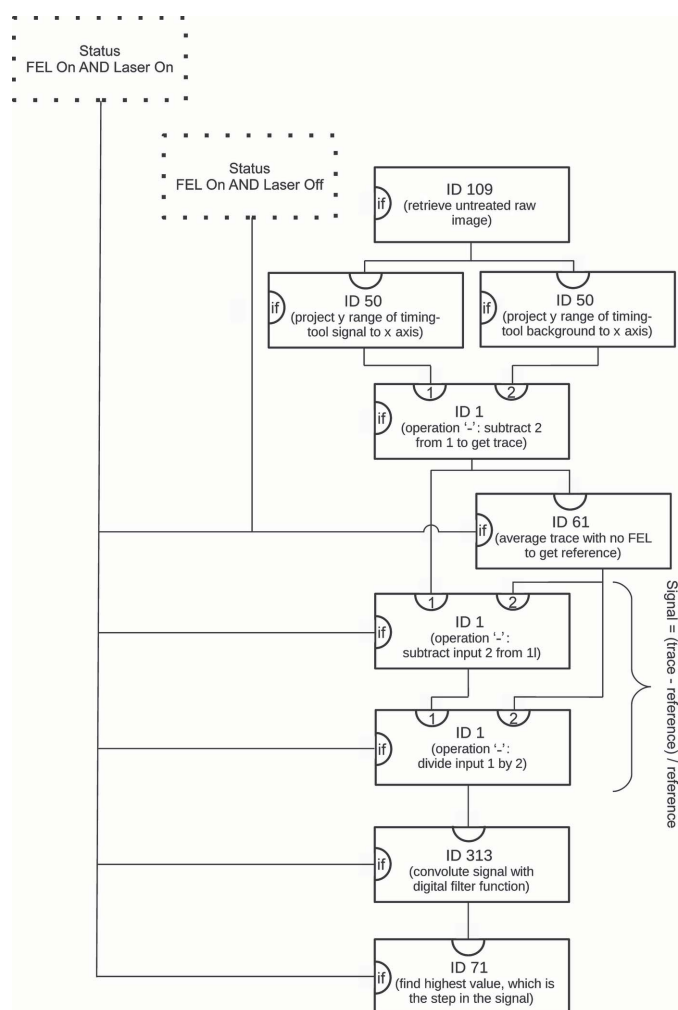 Status
FEL On AND Laser On
Status
FEL On AND Laser Off
if
ID 109
(retrieve untreated raw
image)
if
ID 50
(project y range of timing-
tool signal to x axis)
if
ID 50
(project y range of timing-
tool background to x axis)
1
2
if
ID 1
(operation ‘-’: subtract 2
from 1 to get trace)
if
ID 61
(average trace with no FEL
to get reference)
1
2
if
ID 1
(operation ‘-’:
subtract input 2 from 1l)
1
2
if
ID 1
(operation ‘-’:
divide input 1 by 2)
Signal = (trace - reference) / reference
if
ID 313
(convolute signal with
digital filter function)
if
ID 71
(find highest value, which is
the step in the signal)